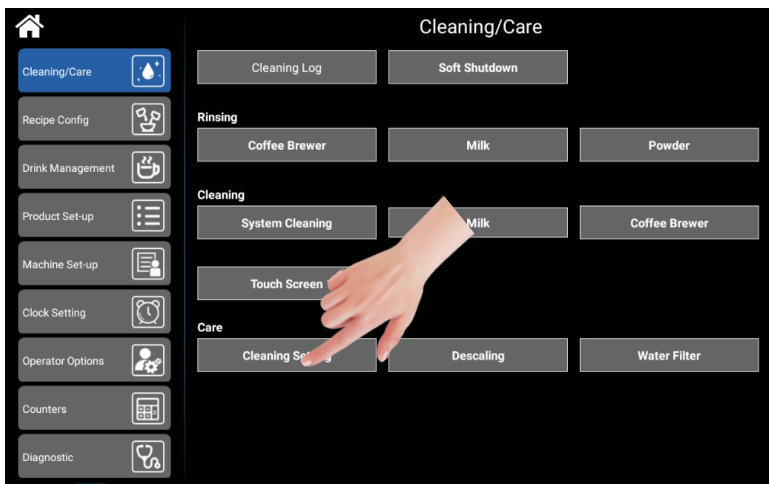 Cleaning/Care
Cleaning/Care
Recipe Config
Drink Management
Product Set-up
Machine Set-up
Clock Setting
Operator Options
Counters
Diagnostic
Cleaning Log Soft Shutdown
Rinsing
Coffee Brewer Milk Powder
Cleaning
System Cleaning Milk Coffee Brewer
Touch Screen
Care
Cleaning Descaling Water Filter